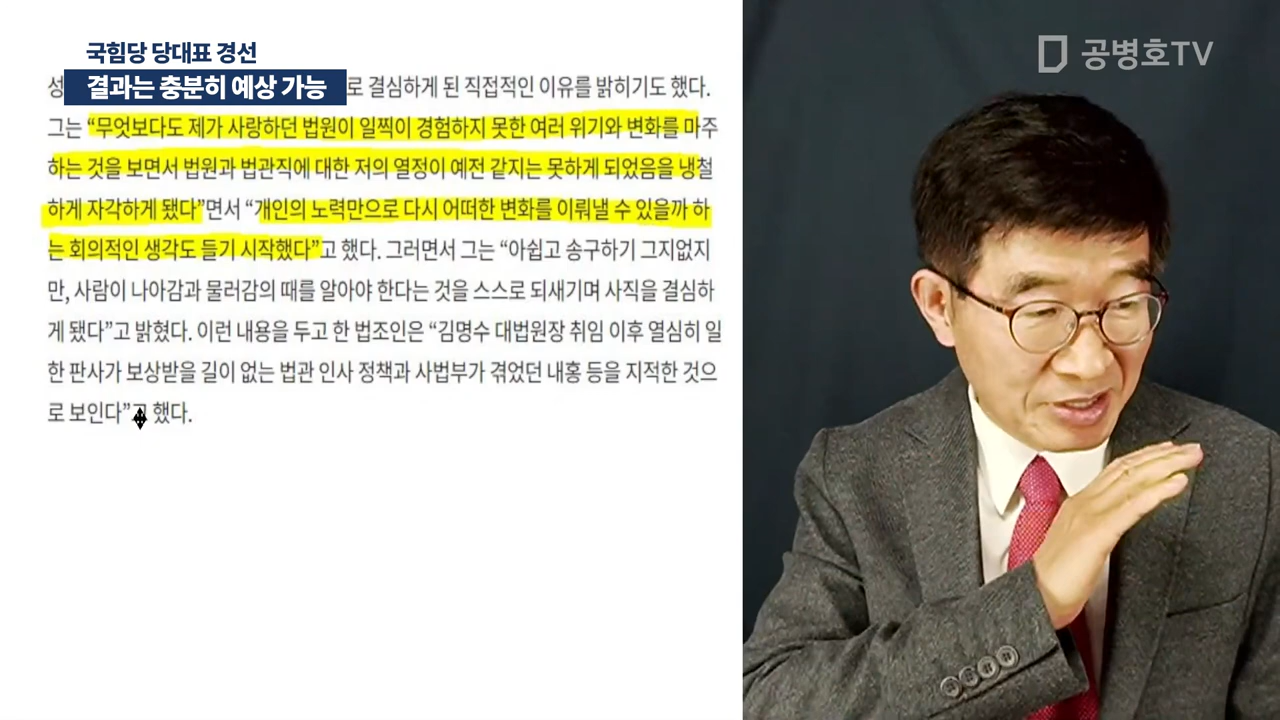 국힘당 당대표 경선
결과는 충분히 예상 가능
공병호TV
성 로 결심하게 된 직접적인 이유를 밝히기도 했다.
그는 “무엇보다도 제가 사랑하던 법원이 일찍이 경험하지 못한 여러 위기와 변화를 마주
하는 것을 보면서 법원과 법관직에 대한 저의 열정이 예전 같지는 못하게 되었음을 냉철
하게 자각하게 됐다”면서 “개인의 노력만으로 다시 어떠한 변화를 이뤄낼 수 있을까 하
는 회의적인 생각도 들기 시작했다”고 했다. 그러면서 그는 “아쉽고 송구하기 그지없지
만, 사람이 나아감과 물러감의 때를 알아야 한다는 것을 스스로 되새기며 사직을 결심하
게 됐다”고 밝혔다. 이런 내용을 두고 한 법조인은 “김명수 대법원장 취임 이후 열심히 일
한 판사가 보상받을 길이 없는 법관 인사 정책과 사법부가 겪었던 내홍 등을 지적한 것으
로 보인다”고 했다.